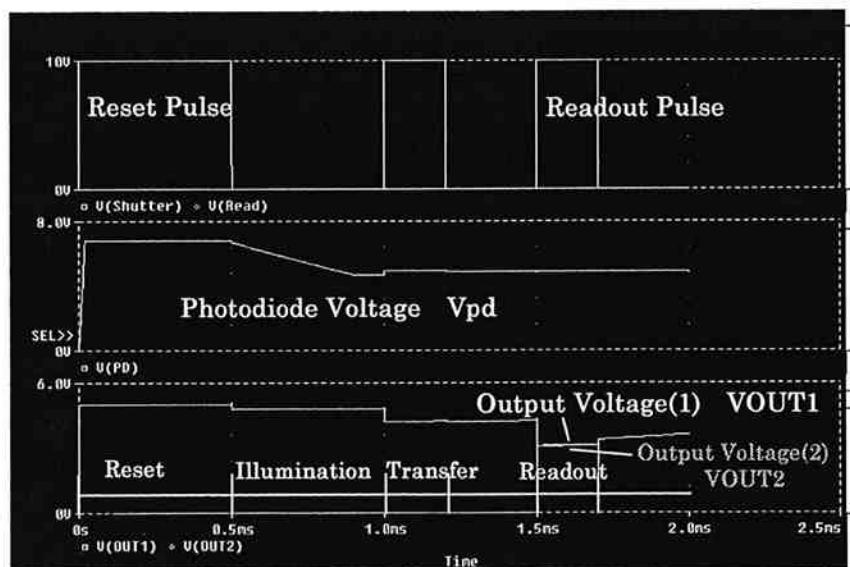 10V
Reset Pulse
Readout Pulse
0V
V(Shutter) V(Read)
8.0V
Photodiode Voltage Vpd
SEL>>
0V
V(PD)
6.0V
Output Voltage(1) VOUT1
Output Voltage(2)
VOUT2
Reset Illumination Transfer Readout
0V
0s 0.5ms 1.0ms 1.5ms 2.0ms 2.5ms
V(OUT1) V(OUT2)
Time